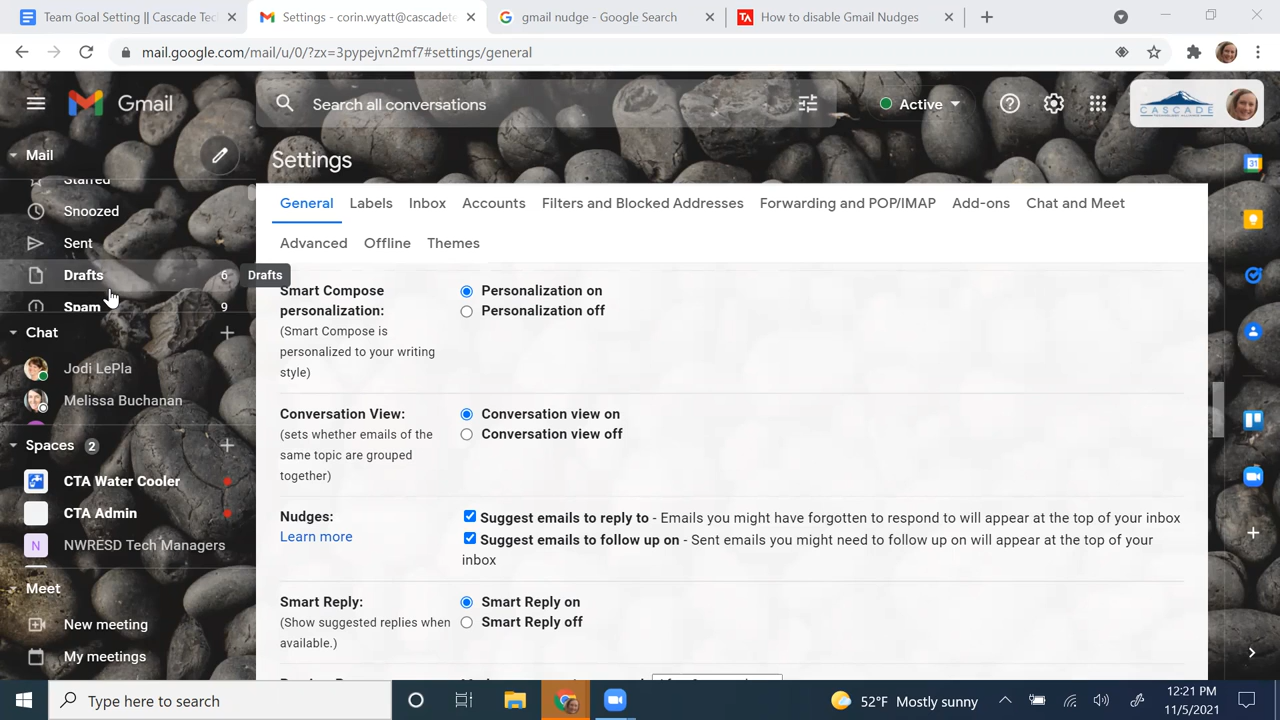 Team Goal Setting || Cascade Tec
Settings - corin.wyatt@cascadete
gmail nudge - Google Search
TA
How to disable Gmail Nudges
mail.google.com/mail/u/0/?zx=3pypejvn2mf7#settings/general
Gmail
Search all conversations
Active
CASCADE
Mail
Starred
Snoozed
Sent
Drafts
6
Drafts
Spam
9
Chat
Jodi LePla
Melissa Buchanan
Spaces
2
CTA Water Cooler
CTA Admin
N
NWRESD Tech Managers
Meet
New meeting
My meetings
Settings
General
Labels
Inbox
Accounts
Filters and Blocked Addresses
Forwarding and POP/IMAP
Add-ons
Chat and Meet
Advanced
Offline
Themes
Smart Compose
personalization:
(Smart Compose is
personalized to your writing
style)
Personalization on
Personalization off
Conversation View:
(sets whether emails of the
same topic are grouped
together)
Conversation view on
Conversation view off
Nudges:
Learn more
Suggest emails to reply to - Emails you might have forgotten to respond to will appear at the top of your inbox
Suggest emails to follow up on - Sent emails you might need to follow up on will appear at the top of your
inbox
Smart Reply:
(Show suggested replies when
available.)
Smart Reply on
Smart Reply off
31
Type here to search
52°F Mostly sunny
12:21 PM
11/5/2021